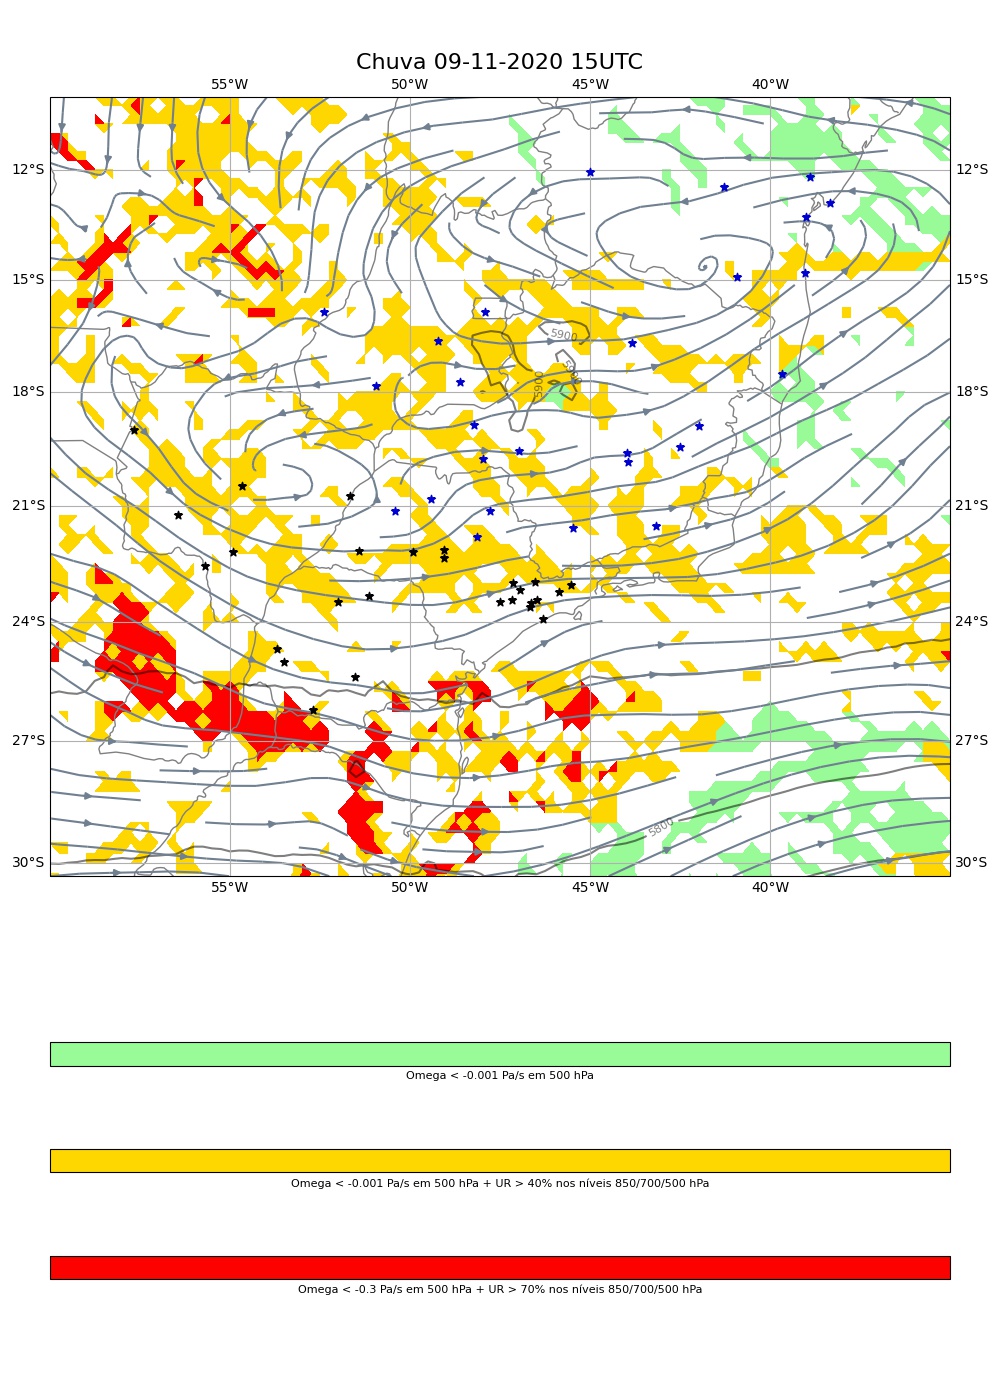 Chuva 09-11-2020 15UTC
55°W 50°W 45°W 40°W
12°S 12°S
15°S 15°S
5900
5900
5900
18°S 18°S
21°S 21°S
24°S 24°S
27°S 27°S
5800
30°S 30°S
55°W 50°W 45°W 40°W
Omega < -0.001 Pa/s em 500 hPa
Omega < -0.001 Pa/s em 500 hPa + UR > 40% nos níveis 850/700/500 hPa
Omega < -0.3 Pa/s em 500 hPa + UR > 70% nos níveis 850/700/500 hPa